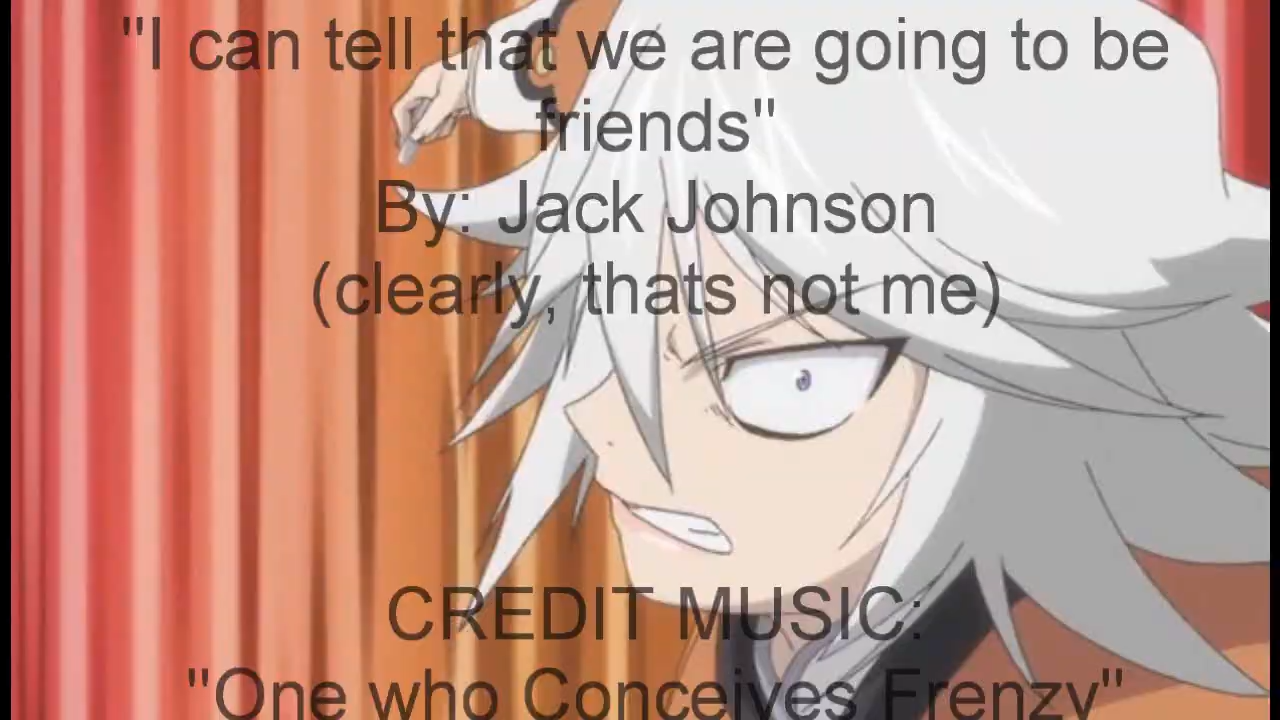 "I can tell that we are going to be
friends"
By: Jack Johnson
(clearly, thats not me)
CREDIT MUSIC:
"One who Conceives Frenzy"